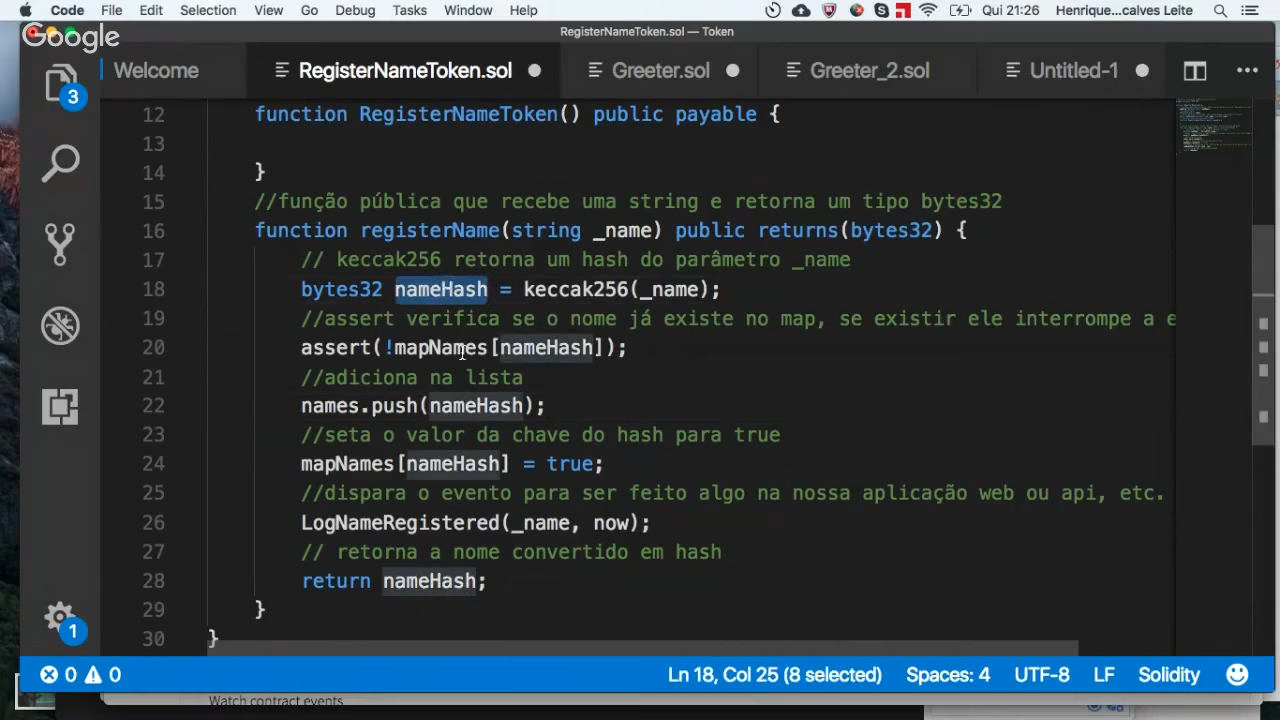 Code File Edit Selection View Go Debug Tasks Window Help Qui 21:26 Henrique...calves Leite
RegisterNameToken.sol — Token
Google
Welcome RegisterNameToken.sol Greeter.sol Greeter_2.sol Untitled-1
3
12 function RegisterNameToken() public payable {
13
14 }
15 //função pública que recebe uma string e retorna um tipo bytes32
16 function registerName(string _name) public returns(bytes32) {
17 // keccak256 retorna um hash do parâmetro _name
18 bytes32 nameHash = keccak256(_name);
19 //assert verifica se o nome já existe no map, se existir ele interrompe a e
20 assert(!mapNames[nameHash]);
21 //adiciona na lista
22 names.push(nameHash);
23 //seta o valor da chave do hash para true
24 mapNames[nameHash] = true;
25 //dispara o evento para ser feito algo na nossa aplicação web ou api, etc.
26 LogNameRegistered(_name, now);
27 // retorna a nome convertido em hash
28 return nameHash;
29 }
30 }
1
0 0 Ln 18, Col 25 (8 selected) Spaces: 4 UTF-8 LF Solidity
Watch contract events